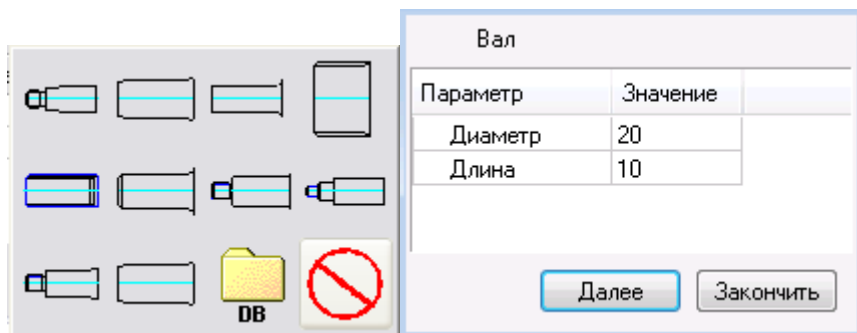 Вал
Параметр Значение
Диаметр 20
Длина 10
Далее Закончить
DB